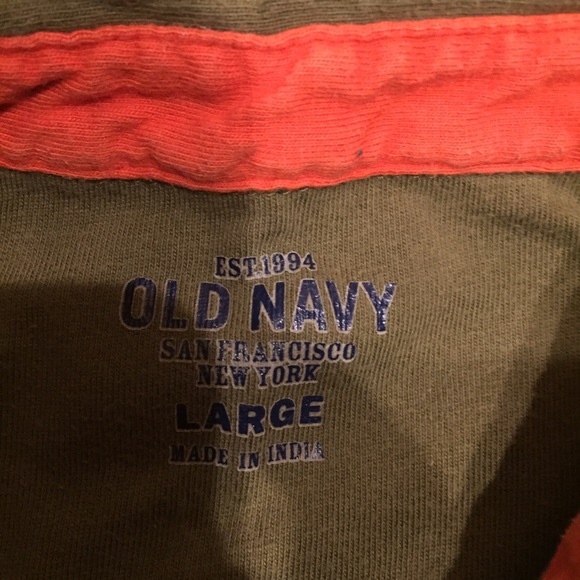 EST.1994
OLD NAVY
SAN FRANCISCO
NEW YORK
LARGE
MADE IN INDIA